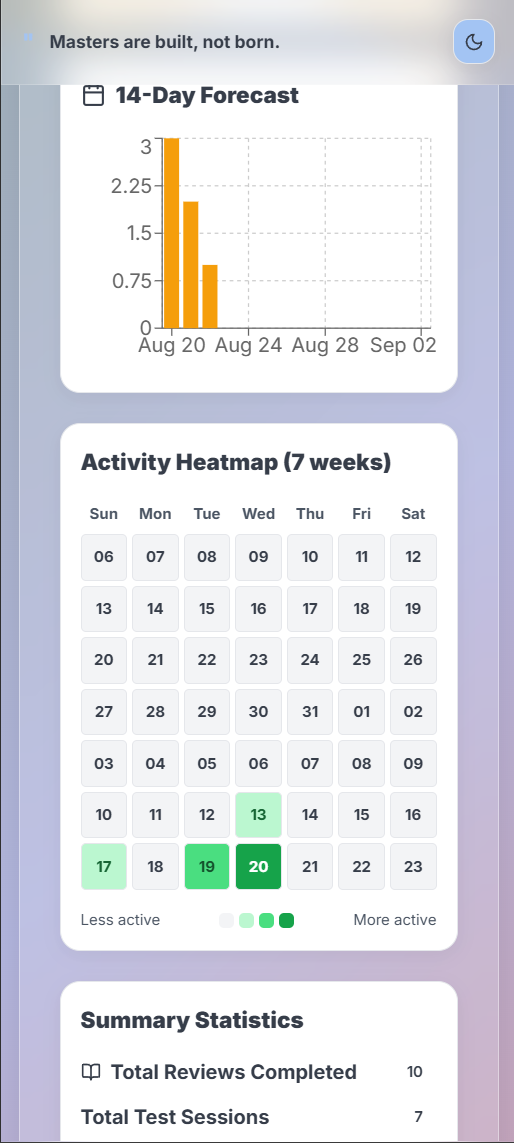 Masters are built, not born.
14-Day Forecast
3
2.25
1.5
0.75
0
Aug 20 Aug 24 Aug 28 Sep 02
Activity Heatmap (7 weeks)
Sun Mon Tue Wed Thu Fri Sat
06 07 08 09 10 11 12
13 14 15 16 17 18 19
20 21 22 23 24 25 26
27 28 29 30 31 01 02
03 04 05 06 07 08 09
10 11 12 13 14 15 16
17 18 19 20 21 22 23
Less active More active
Summary Statistics
Total Reviews Completed 10
Total Test Sessions 7